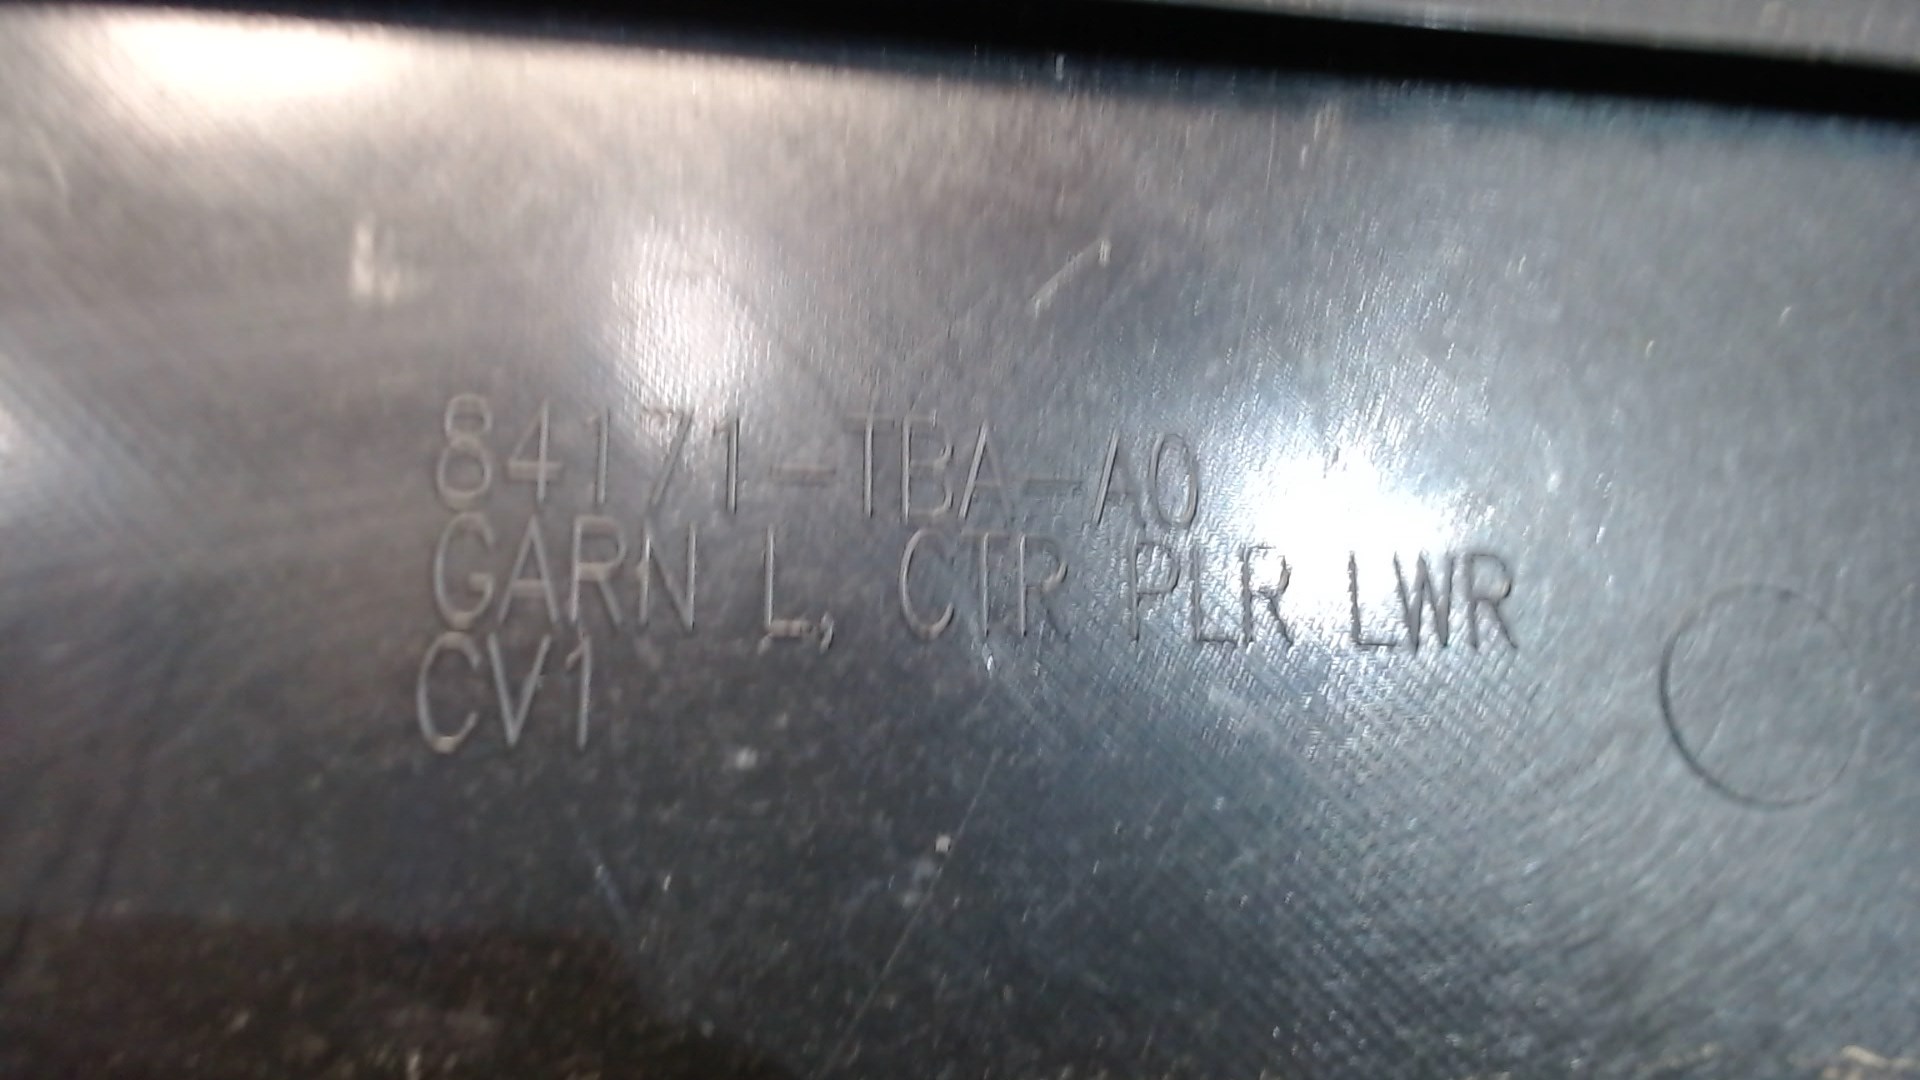 84171-TBA-A0
GARN L, CTR PLR LWR
CV1